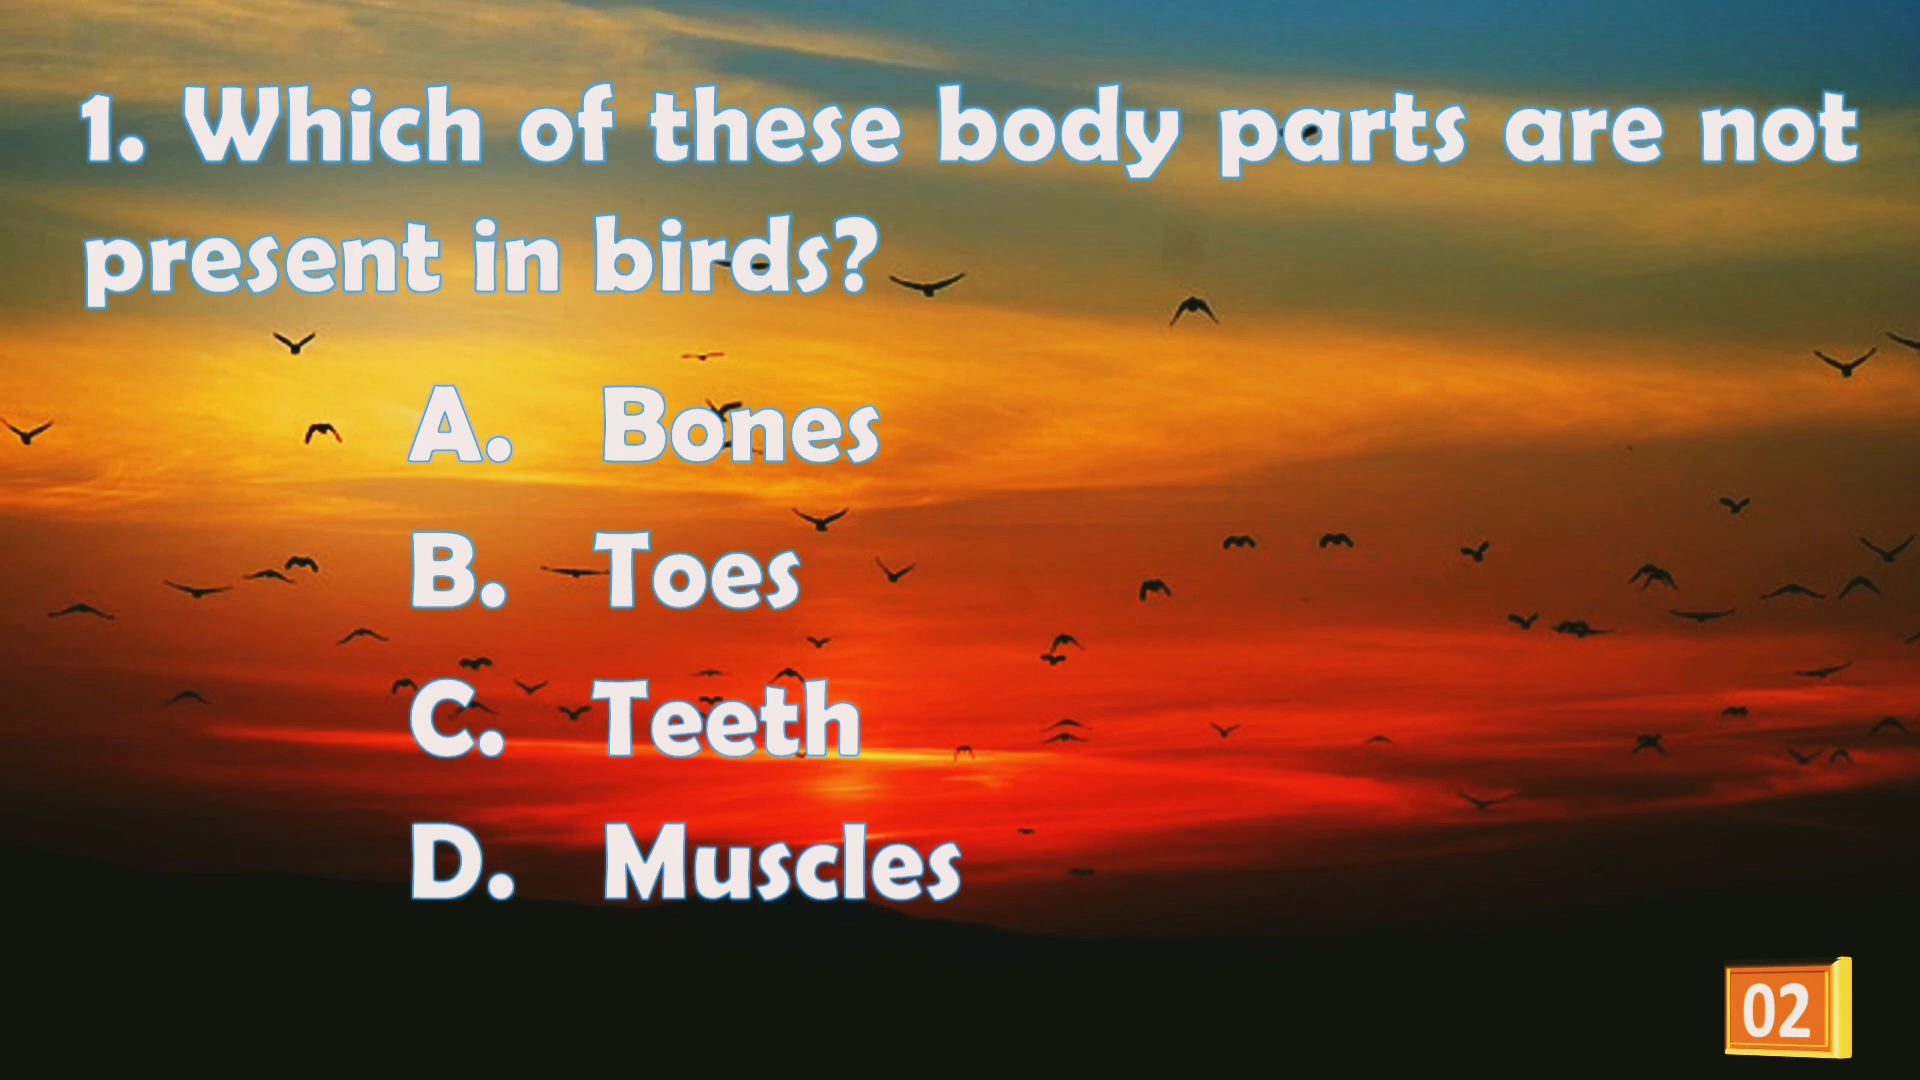 1. Which of these body parts are not
present in birds?
A. Bones
B. Toes
C. Teeth
D. Muscles
02